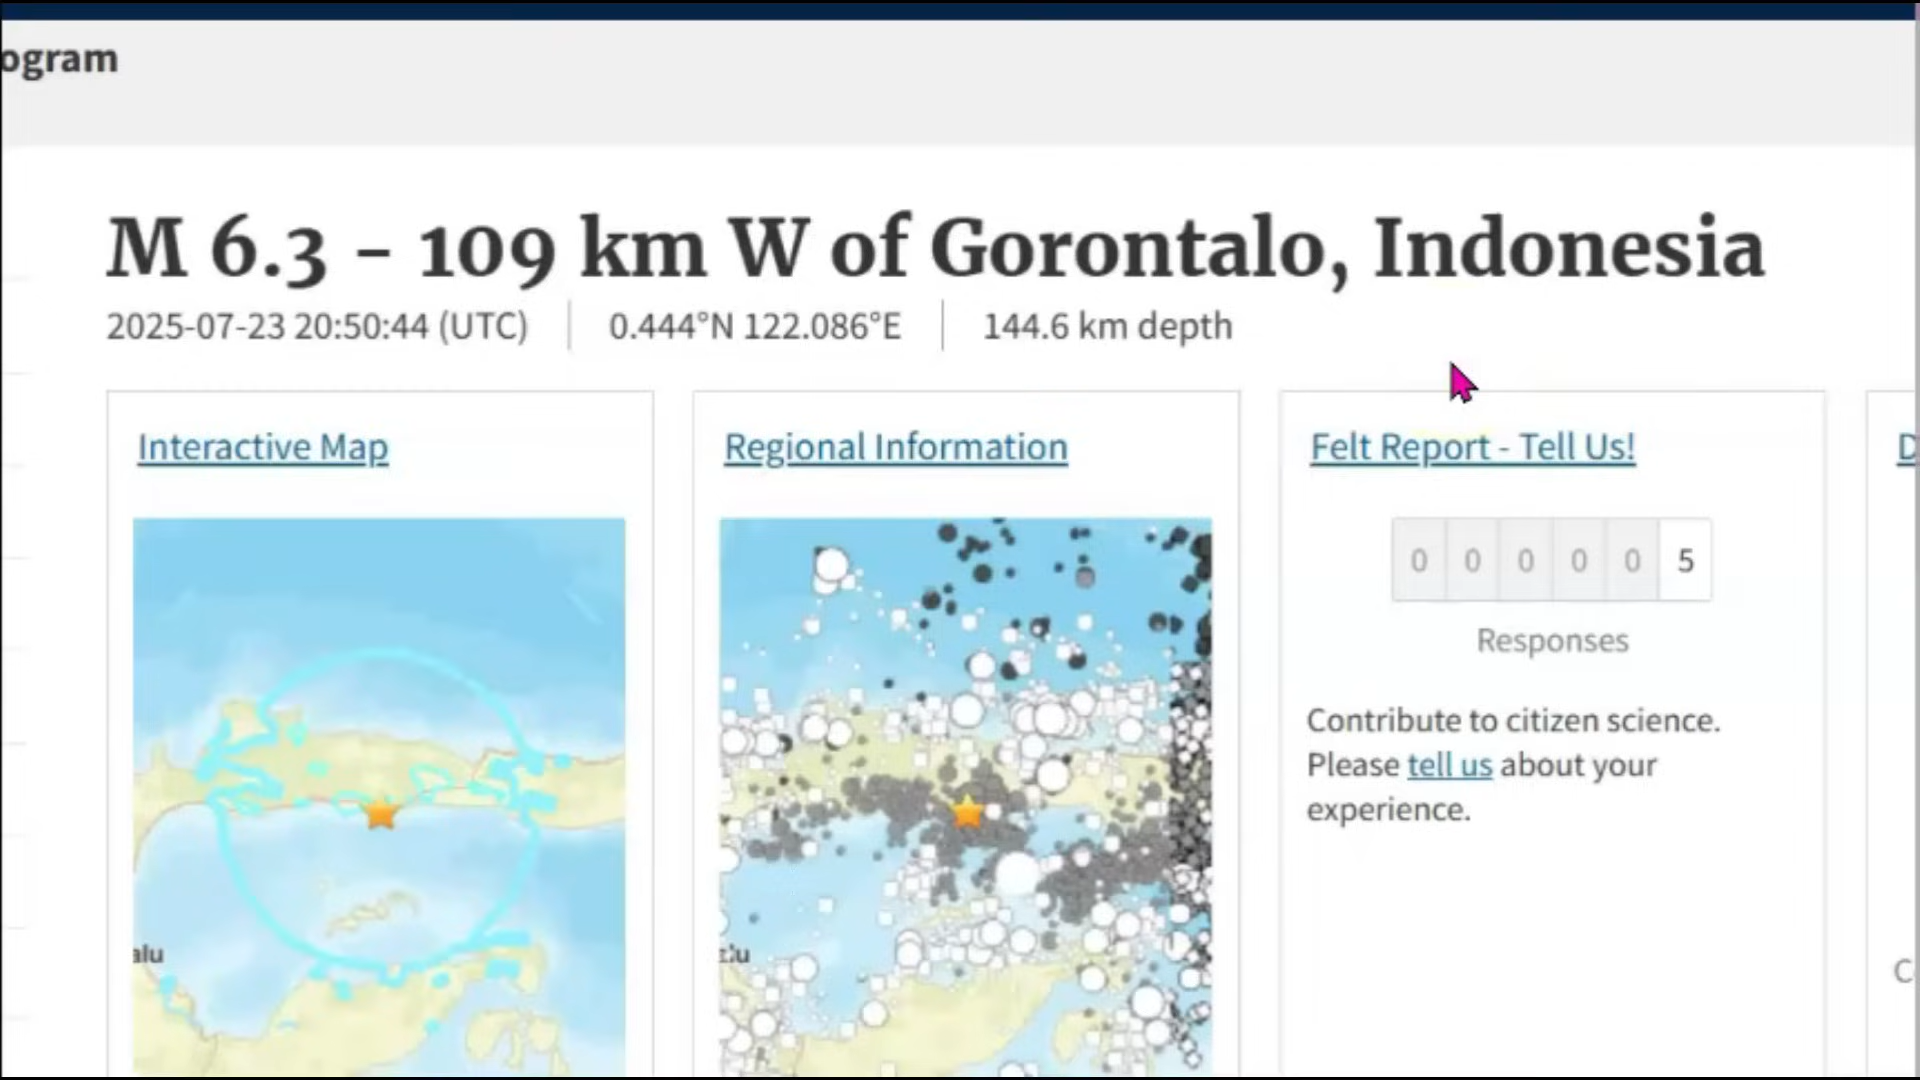 ogram
M 6.3 - 109 km W of Gorontalo, Indonesia
2025-07-23 20:50:44 (UTC)
0.444°N 122.086°E
144.6 km depth
Interactive Map
alu
Regional Information
Felt Report - Tell Us!
0 0 0 0 0 5
Responses
Contribute to citizen science.
Please tell us about your
experience.
D
C